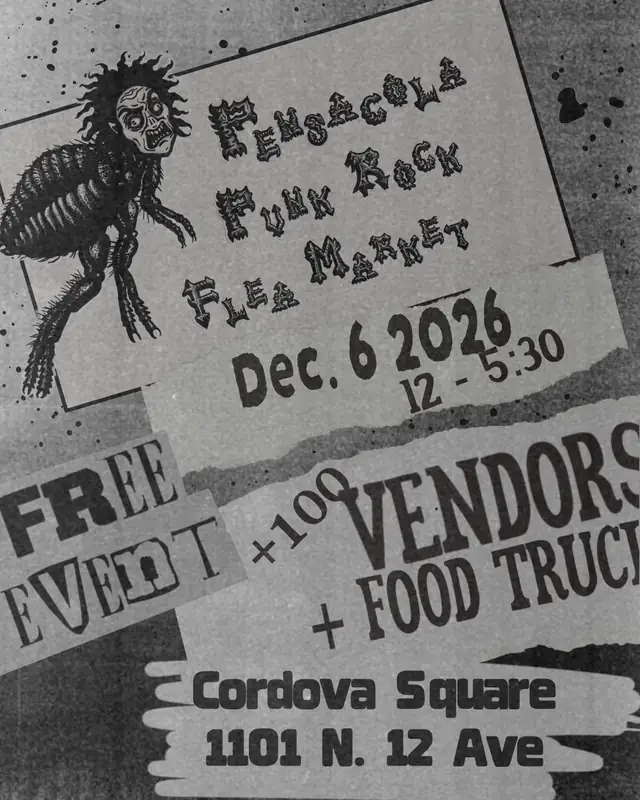 Pensacola
Punk Rock
Flea Market
Dec. 6 2026
12 - 5:30
FREE
EVEnT
+100 VENDORS
+ FOOD TRUCK
Cordova Square
1101 N. 12 Ave